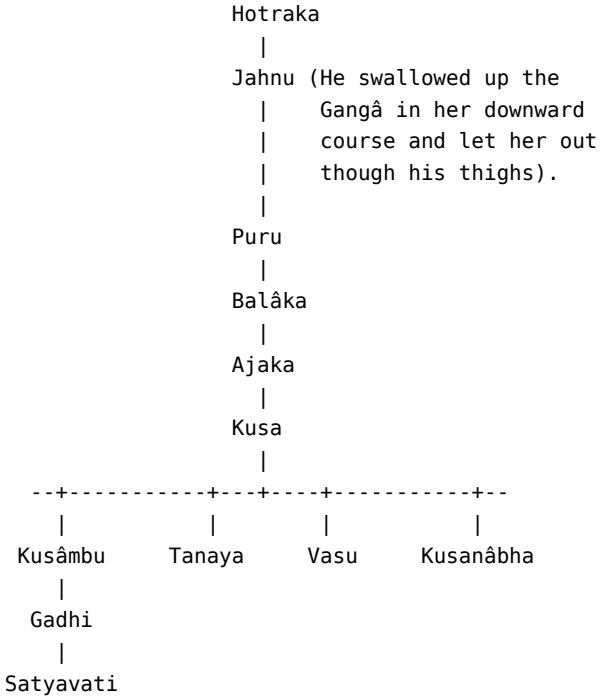 Hotraka
Jahnu (He swallowed up the
Gangâ in her downward
course and let her out
though his thighs).
Puru
Balâka
Ajaka
Kusa
Kusâmbu Tanaya Vasu Kusanâbha
Gadhi
Satyavati